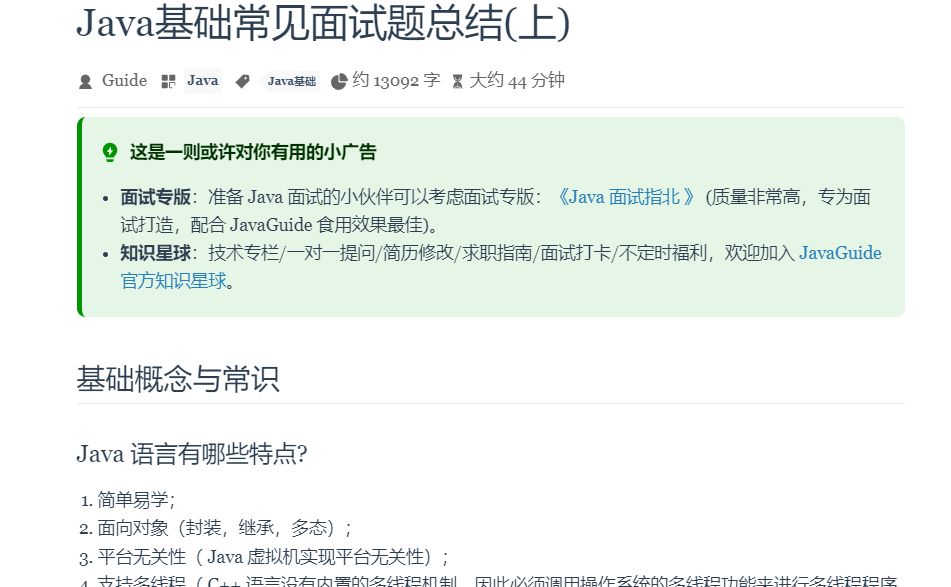 Java基础常见面试题总结(上)
Guide Java Java基础 约 13092 字 大约 44 分钟
这是一则或许对你有用的小广告
• 面试专版：准备 Java 面试的小伙伴可以考虑面试专版：《Java 面试指北 》 (质量非常高，专为面
试打造，配合 JavaGuide 食用效果最佳)。
• 知识星球：技术专栏/一对一提问/简历修改/求职指南/面试打卡/不定时福利，欢迎加入 JavaGuide
官方知识星球。
基础概念与常识
Java 语言有哪些特点?
1. 简单易学；
2. 面向对象（封装，继承，多态）；
3. 平台无关性（ Java 虚拟机实现平台无关性）；
4. 支持多线程（ C++ 语言没有内置的多线程机制，因此必须调用操作系统的多线程功能来进行多线程程序